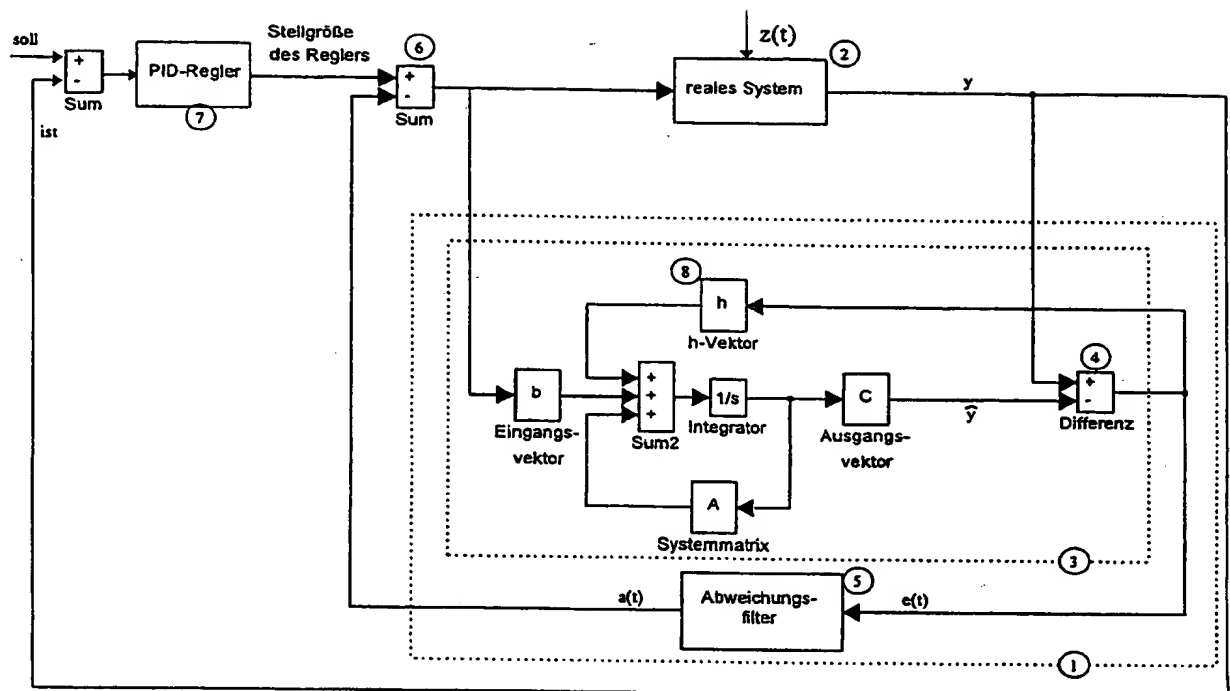 soll
+
-
Sum
ist
PID-Regler
7
Stellgröße
des Reglers
6
+
-
Sum
z(t)
2
reales System
y
8
h
h-Vektor
b
Eingangs-
vektor
+
+
+
Sum2
1/s
Integrator
C
Ausgangs-
vektor
ŷ
4
+
-
Differenz
A
Systemmatrix
3
5
Abweichungs-
filter
a(t)
e(t)
1